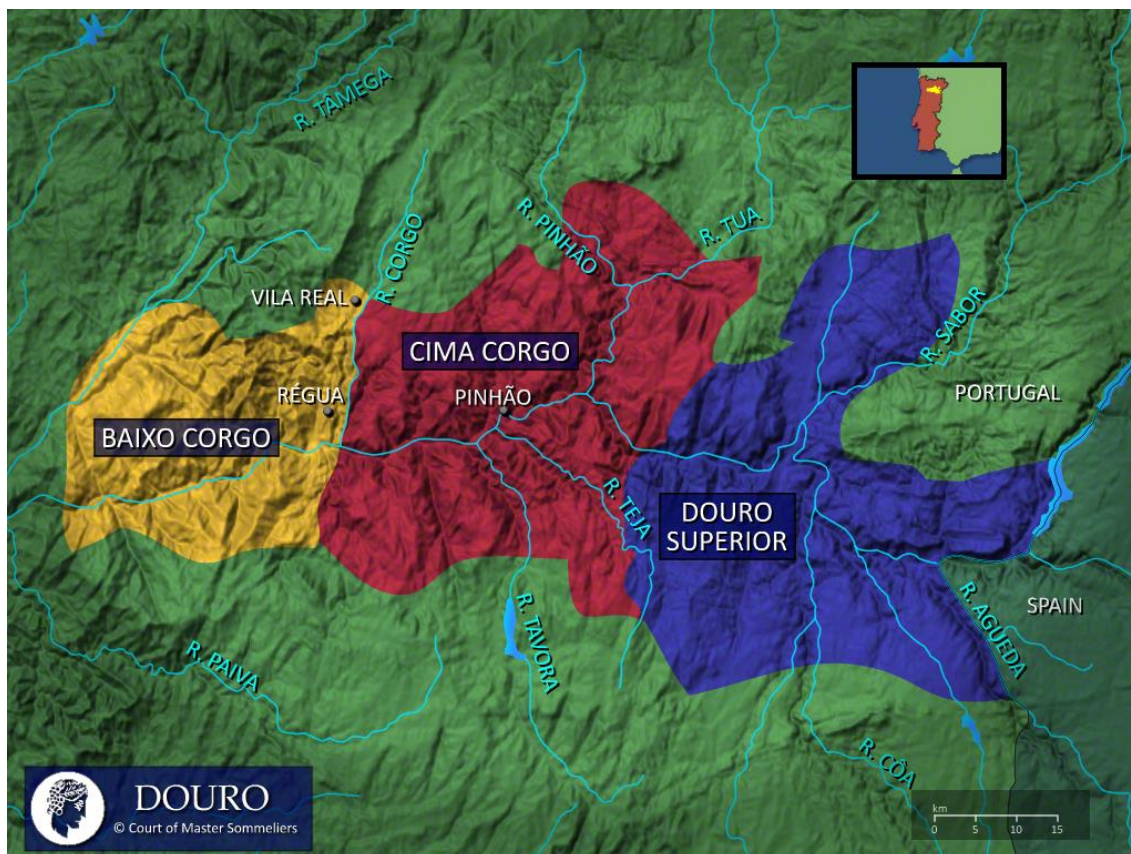 R. TÂMEGA
R. CORGO
R. PINHÃO
R. TUA
VILA REAL
R. SABOR
CIMA CORGO
PORTUGAL
RÉGUA
PINHÃO
BAIXO CORGO
R. TEJA
DOURO
SUPERIOR
R. AGUEDA
SPAIN
R. TAVORA
R. PAIVA
R. CÔA
DOURO
© Court of Master Sommeliers
km
0 5 10 15